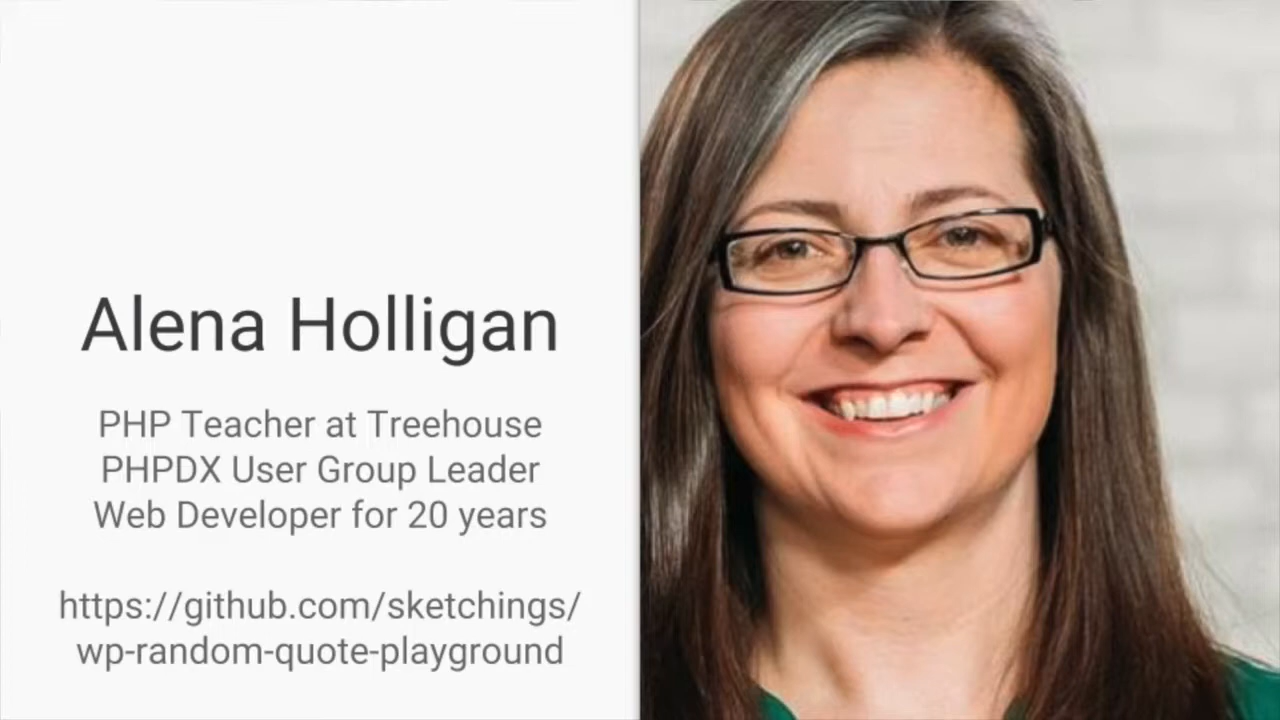 Alena Holligan
PHP Teacher at Treehouse
PHPDX User Group Leader
Web Developer for 20 years
https://github.com/sketchings/
wp-random-quote-playground